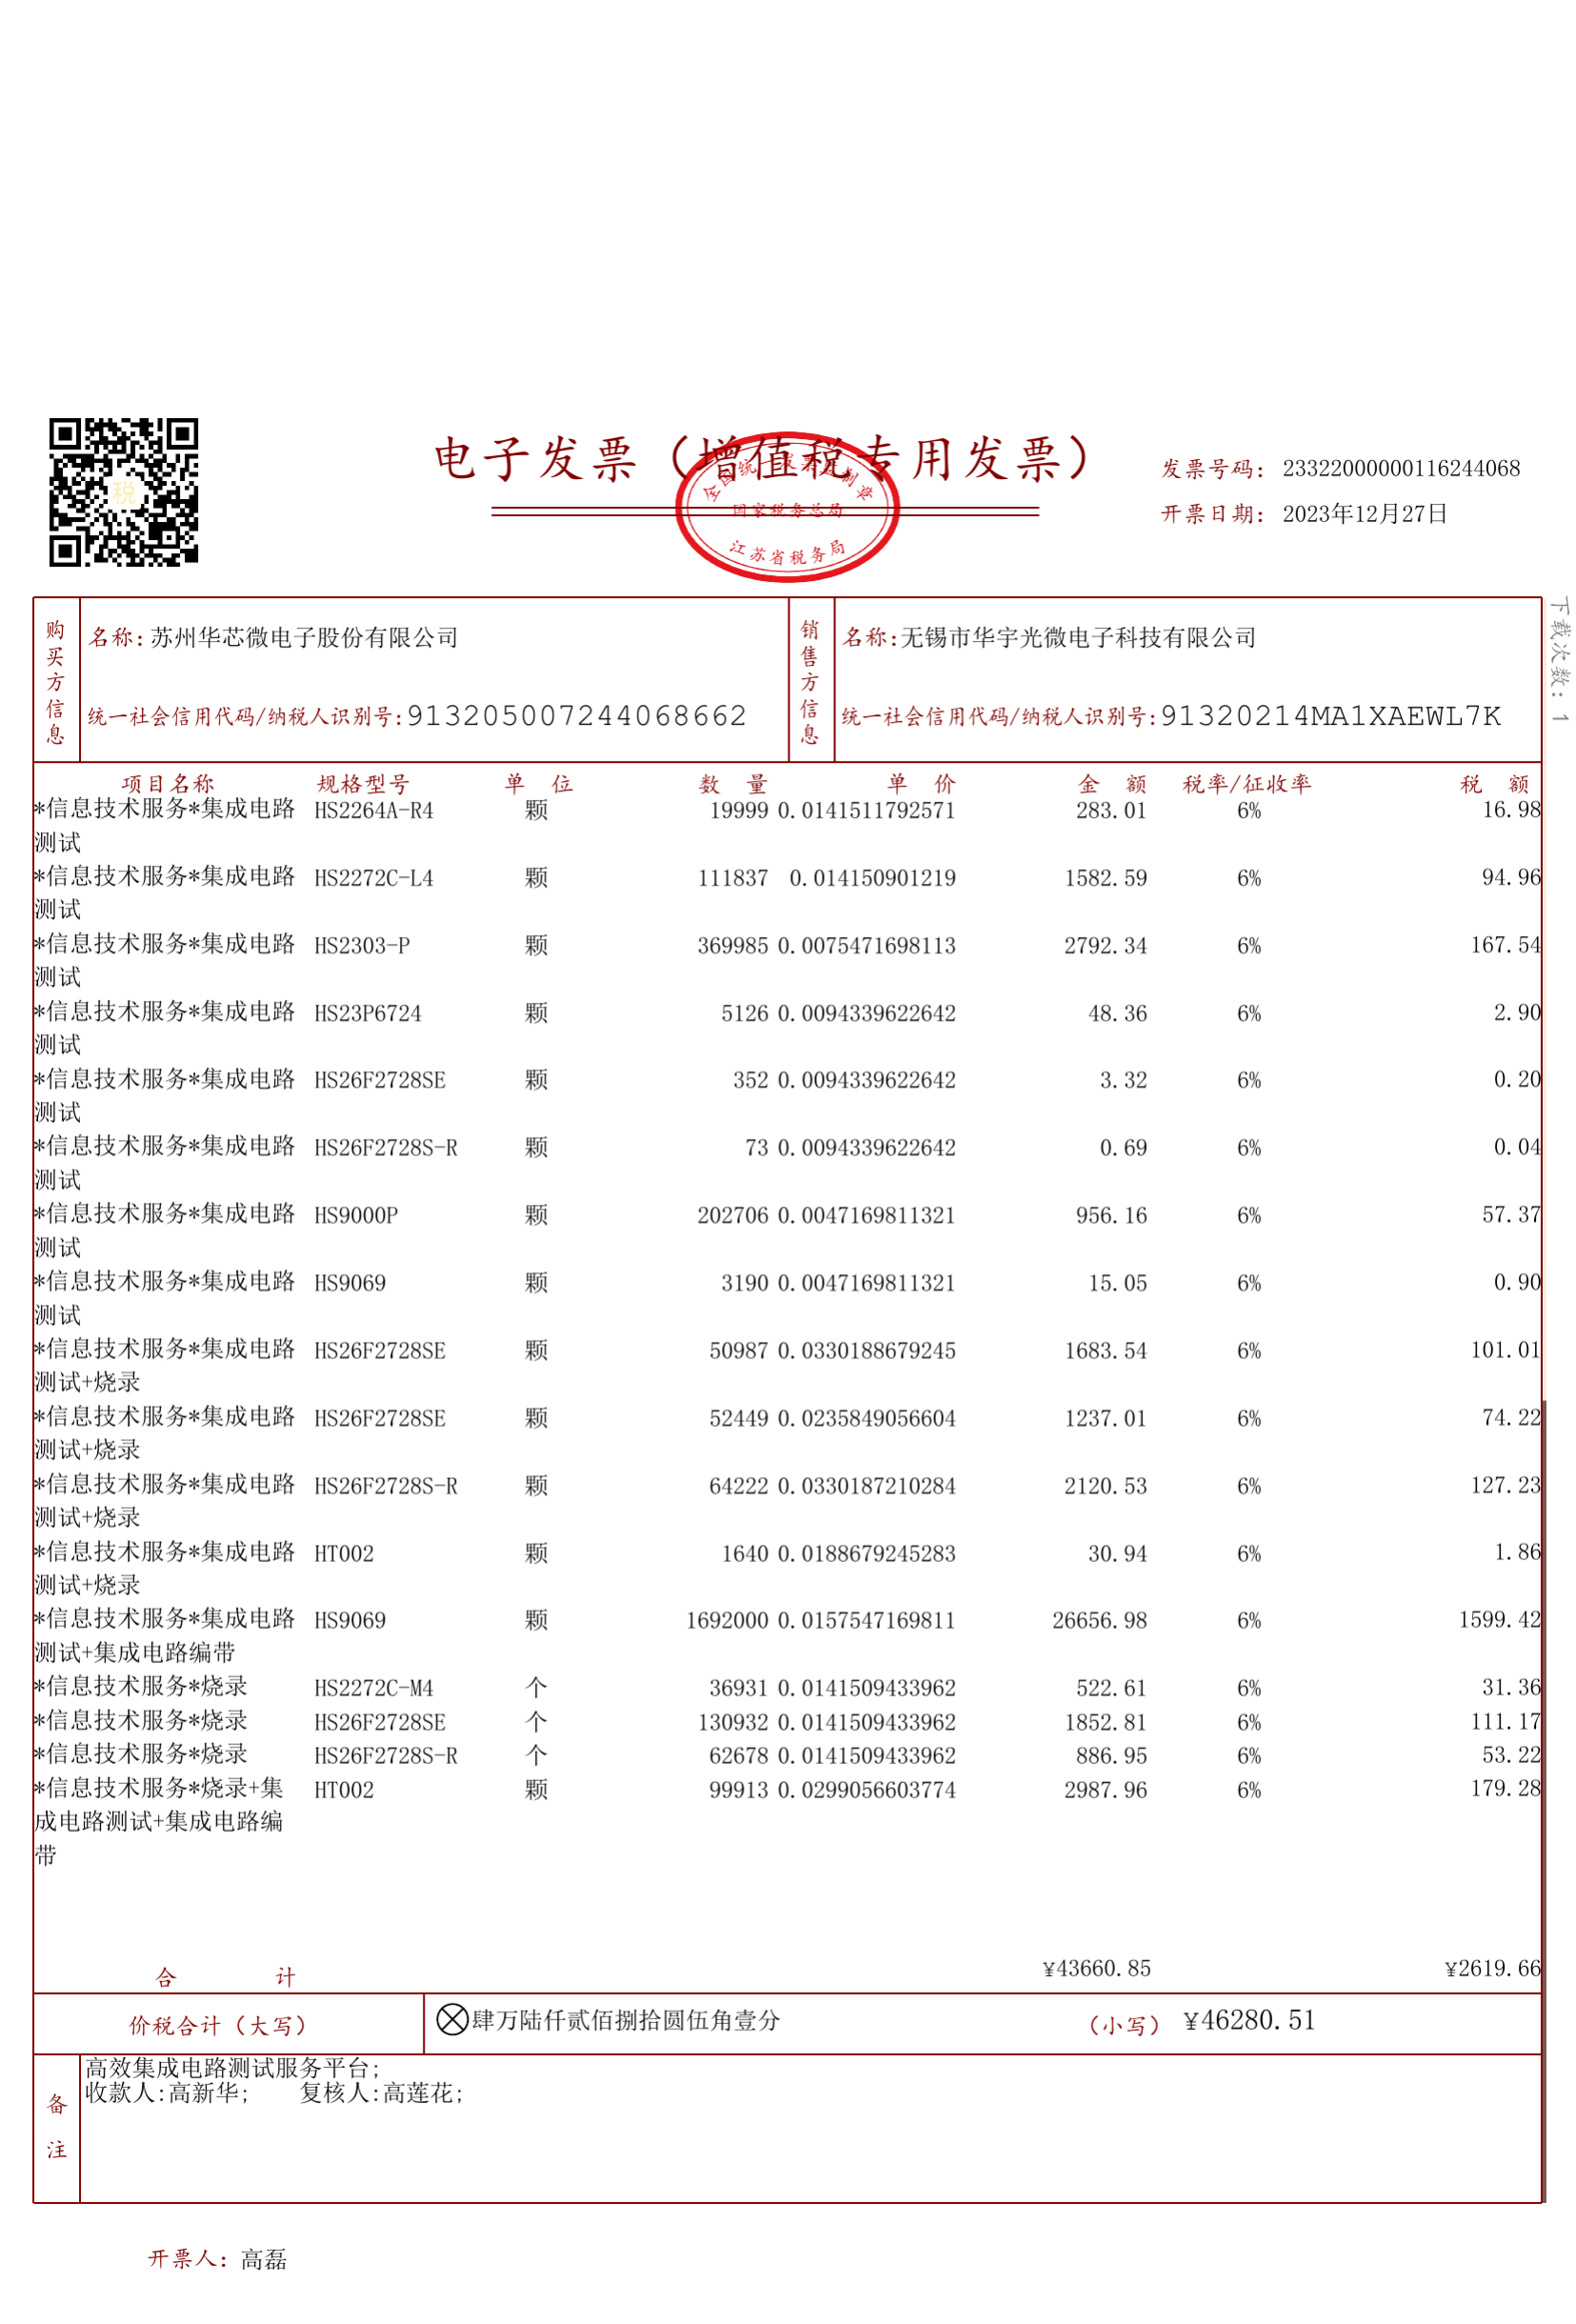 电子发票（增值税专用发票）
全国统一发票监制章
国家税务总局
江苏省税务局
税
发票号码： 23322000000116244068
开票日期： 2023年12月27日
下载次数：1
购买方信息
名称：苏州华芯微电子股份有限公司
统一社会信用代码/纳税人识别号：913205007244068662
销售方信息
名称：无锡市华宇光微电子科技有限公司
统一社会信用代码/纳税人识别号：91320214MA1XAEWL7K
项目名称 规格型号 单 位 数 量 单 价 金 额 税率/征收率 税 额
*信息技术服务*集成电路 HS2264A-R4 颗 19999 0.0141511792571 283.01 6% 16.98
测试
*信息技术服务*集成电路 HS2272C-L4 颗 111837 0.014150901219 1582.59 6% 94.96
测试
*信息技术服务*集成电路 HS2303-P 颗 369985 0.0075471698113 2792.34 6% 167.54
测试
*信息技术服务*集成电路 HS23P6724 颗 5126 0.0094339622642 48.36 6% 2.90
测试
*信息技术服务*集成电路 HS26F2728SE 颗 352 0.0094339622642 3.32 6% 0.20
测试
*信息技术服务*集成电路 HS26F2728S-R 颗 73 0.0094339622642 0.69 6% 0.04
测试
*信息技术服务*集成电路 HS9000P 颗 202706 0.0047169811321 956.16 6% 57.37
测试
*信息技术服务*集成电路 HS9069 颗 3190 0.0047169811321 15.05 6% 0.90
测试
*信息技术服务*集成电路 HS26F2728SE 颗 50987 0.0330188679245 1683.54 6% 101.01
测试+烧录
*信息技术服务*集成电路 HS26F2728SE 颗 52449 0.0235849056604 1237.01 6% 74.22
测试+烧录
*信息技术服务*集成电路 HS26F2728S-R 颗 64222 0.0330187210284 2120.53 6% 127.23
测试+烧录
*信息技术服务*集成电路 HT002 颗 1640 0.0188679245283 30.94 6% 1.86
测试+烧录
*信息技术服务*集成电路 HS9069 颗 1692000 0.0157547169811 26656.98 6% 1599.42
测试+集成电路编带
*信息技术服务*烧录 HS2272C-M4 个 36931 0.0141509433962 522.61 6% 31.36
*信息技术服务*烧录 HS26F2728SE 个 130932 0.0141509433962 1852.81 6% 111.17
*信息技术服务*烧录 HS26F2728S-R 个 62678 0.0141509433962 886.95 6% 53.22
*信息技术服务*烧录+集 HT002 颗 99913 0.0299056603774 2987.96 6% 179.28
成电路测试+集成电路编
带
合 计 ¥43660.85 ¥2619.66
价税合计（大写） 肆万陆仟贰佰捌拾圆伍角壹分 （小写） ¥46280.51
备注
高效集成电路测试服务平台;
收款人:高新华; 复核人:高莲花;
开票人：高磊